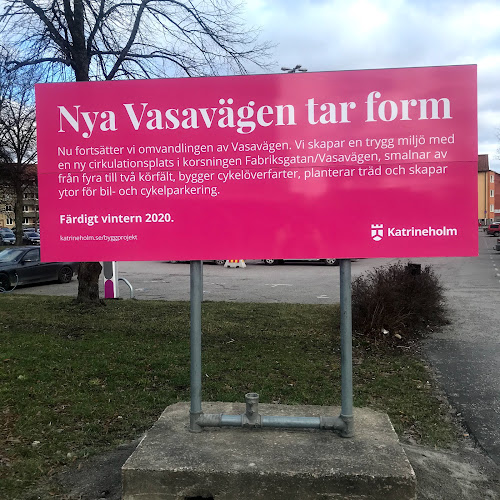 Nya Vasavägen tar form
Nu fortsätter vi omvandlingen av Vasavägen. Vi skapar en trygg miljö med
en ny cirkulationsplats i korsningen Fabriksgatan/Vasavägen, smalnar av
från fyra till två körfält, bygger cykelöverfarter, planterar träd och skapar
ytor för bil- och cykelparkering.
Färdigt vintern 2020.
katrineholm.se/byggprojekt
Katrineholm